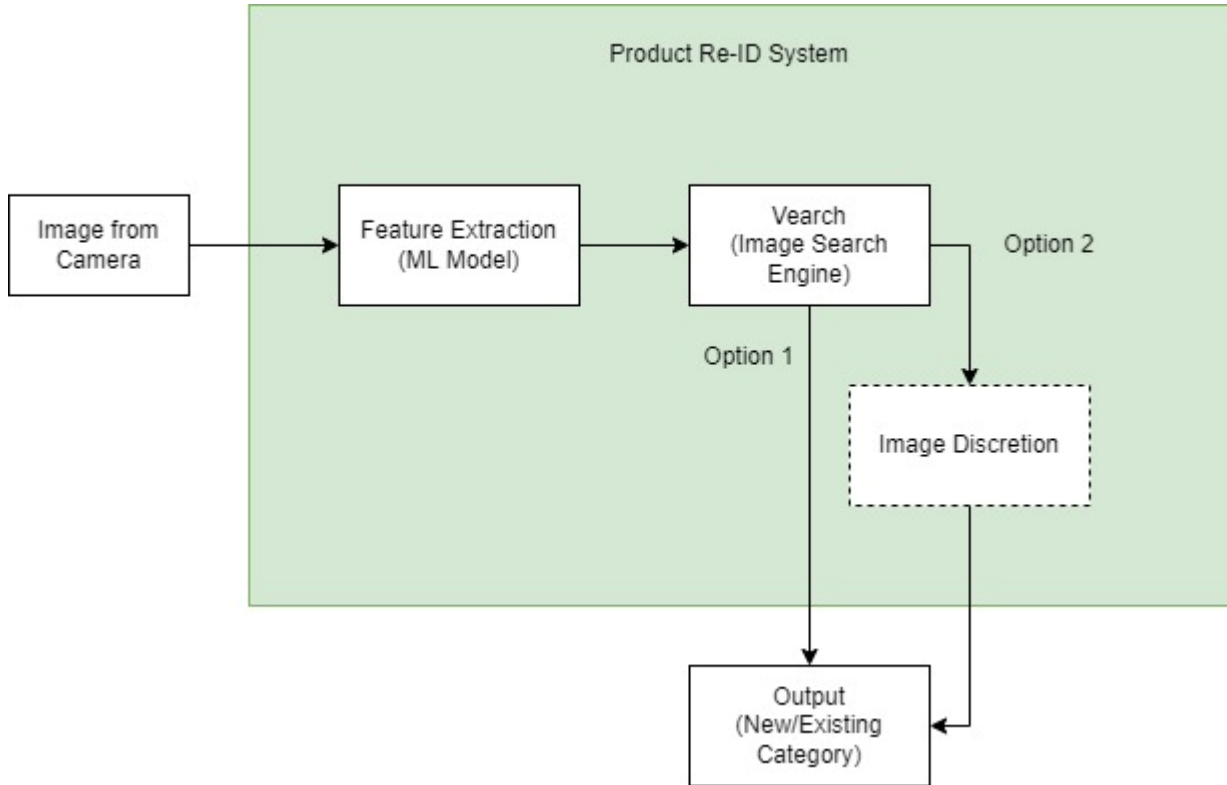 Product Re-ID System
Image from
Camera
Feature Extraction
(ML Model)
Vearch
(Image Search
Engine)
Option 2
Option 1
Image Discretion
Output
(New/Existing
Category)